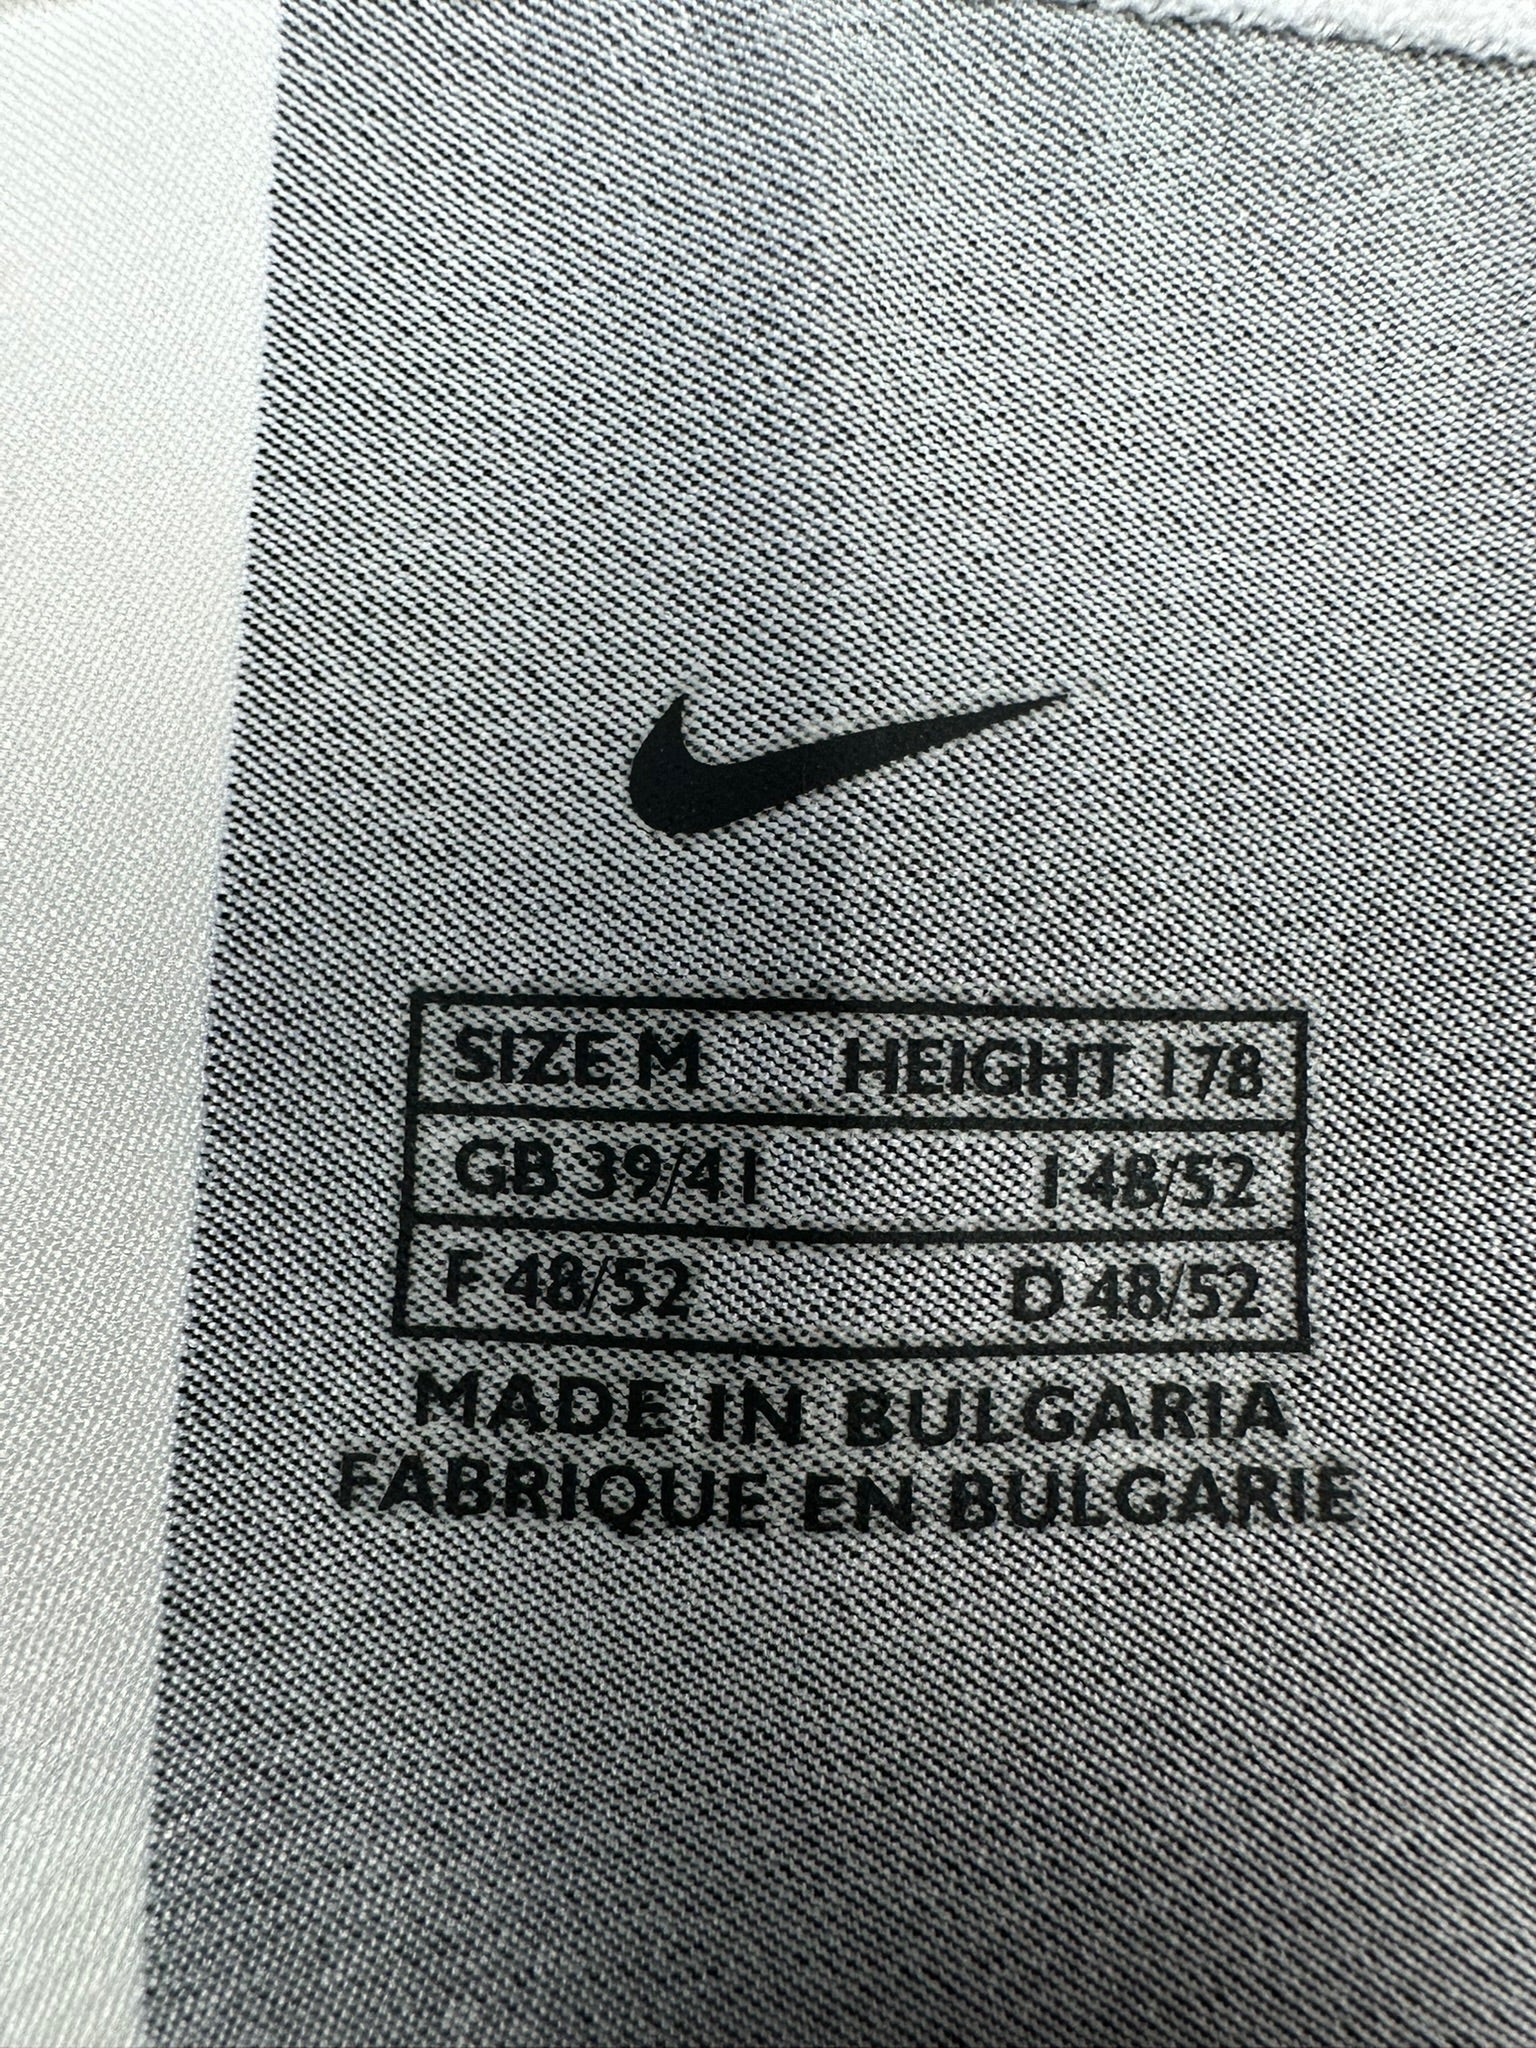 SIZE M HEIGHT 178
GB 39/41 I 48/52
F 48/52 D 48/52
MADE IN BULGARIA
FABRIQUE EN BULGARIE